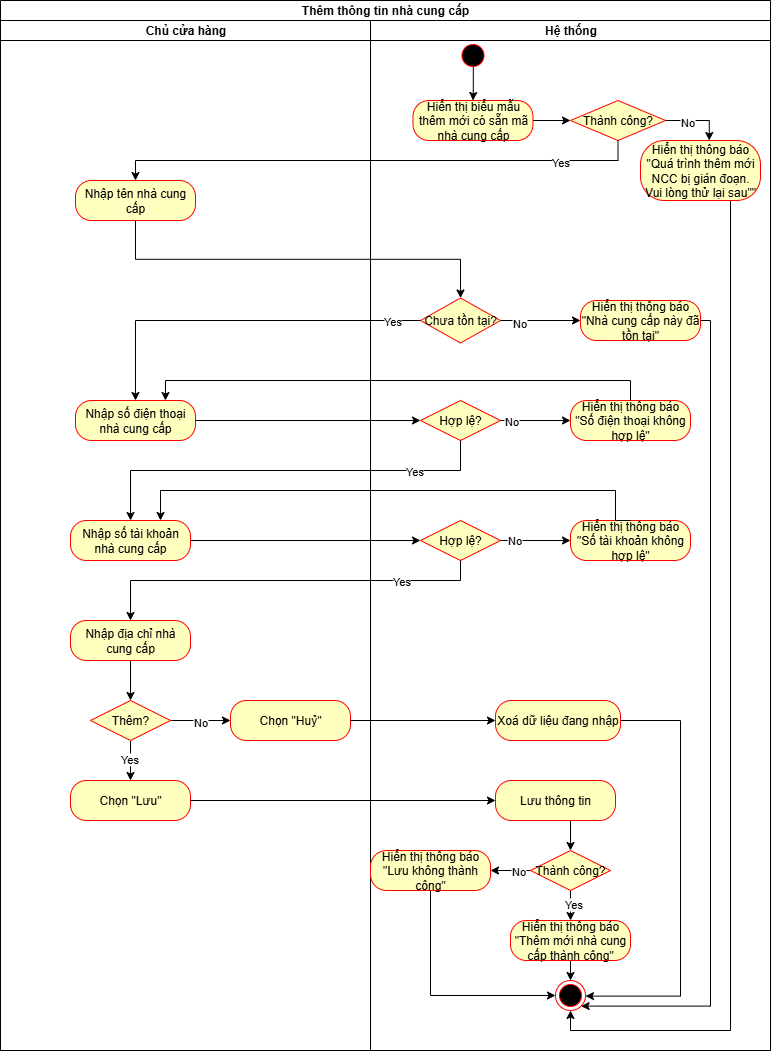 Thêm thông tin nhà cung cấp
Chủ cửa hàng
Hệ thống
Hiển thị biểu mẫu
thêm mới có sẵn mã
nhà cung cấp
Thành công?
No
Hiển thị thông báo
"Quá trình thêm mới
NCC bị gián đoạn.
Vui lòng thử lại sau""
Yes
Nhập tên nhà cung
cấp
Chưa tồn tại?
Yes
No
Hiển thị thông báo
"Nhà cung cấp này đã
tồn tại"
Nhập số điện thoại
nhà cung cấp
Hợp lệ?
No
Hiển thị thông báo
"Số điện thoại không
hợp lệ"
Yes
Nhập số tài khoản
nhà cung cấp
Hợp lệ?
No
Hiển thị thông báo
"Số tài khoản không
hợp lệ"
Yes
Nhập địa chỉ nhà
cung cấp
Thêm?
No
Chọn "Huỷ"
Xoá dữ liệu đang nhập
Yes
Chọn "Lưu"
Lưu thông tin
Thành công?
No
Hiển thị thông báo
"Lưu không thành
công"
Yes
Hiển thị thông báo
"Thêm mới nhà cung
cấp thành công"